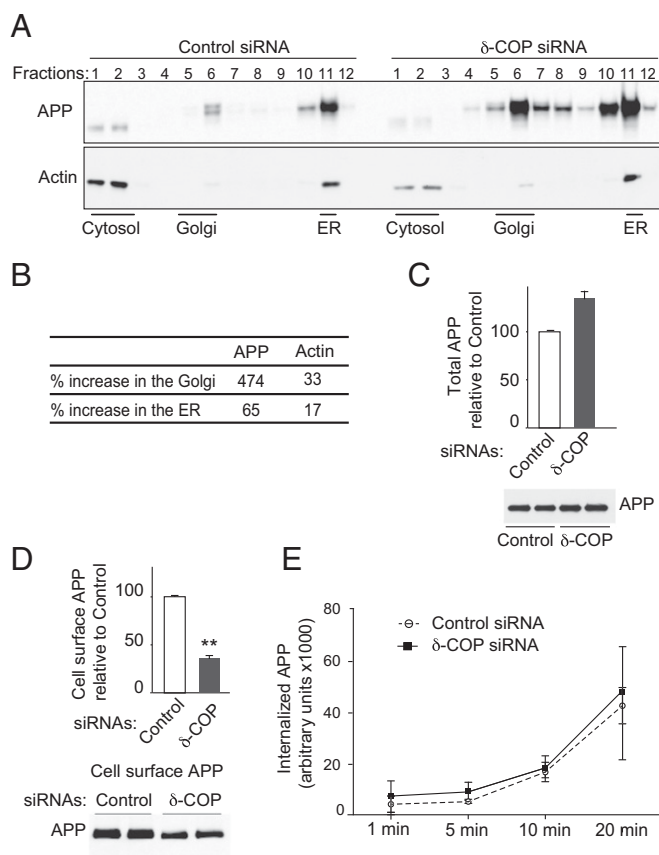 A
Control siRNA δ-COP siRNA
Fractions: 1 2 3 4 5 6 7 8 9 10 11 12 1 2 3 4 5 6 7 8 9 10 11 12
APP
Actin
Cytosol Golgi ER Cytosol Golgi ER
B
APP Actin
% increase in the Golgi 474 33
% increase in the ER 65 17
C
Total APP
relative to Control
100
50
0
siRNAs: Control δ-COP
APP
Control δ-COP
D
Cell surface APP
relative to Control
100
50
0
**
siRNAs: Control δ-COP
Cell surface APP
siRNAs: Control δ-COP
APP
E
Internalized APP
(arbitrary units x1000)
80
60
40
20
0
Control siRNA
δ-COP siRNA
1 min 5 min 10 min 20 min